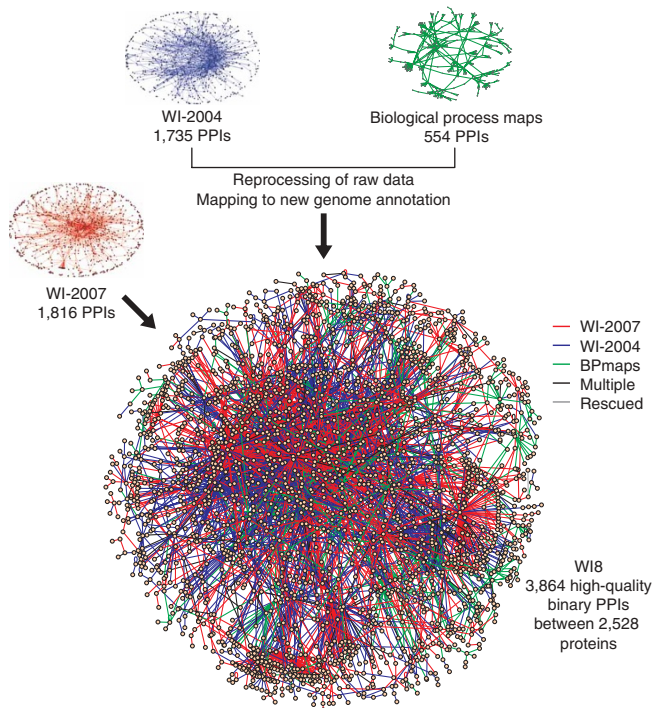 WI-2004
1,735 PPIs
Biological process maps
554 PPIs
Reprocessing of raw data
Mapping to new genome annotation
WI-2007
1,816 PPIs
WI-2007
WI-2004
BPmaps
Multiple
Rescued
WI8
3,864 high-quality
binary PPIs
between 2,528
proteins